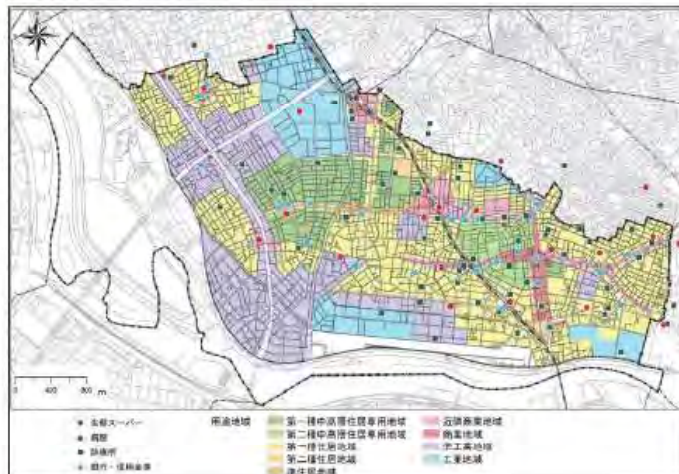 0 400 800 m
主要スーパー
病院
診療所
銀行・信用金庫
用途地域
第一種中高層住居専用地域
第二種中高層住居専用地域
第一種住居地域
第二種住居地域
準住居地域
近隣商業地域
商業地域
準工業地域
工業地域